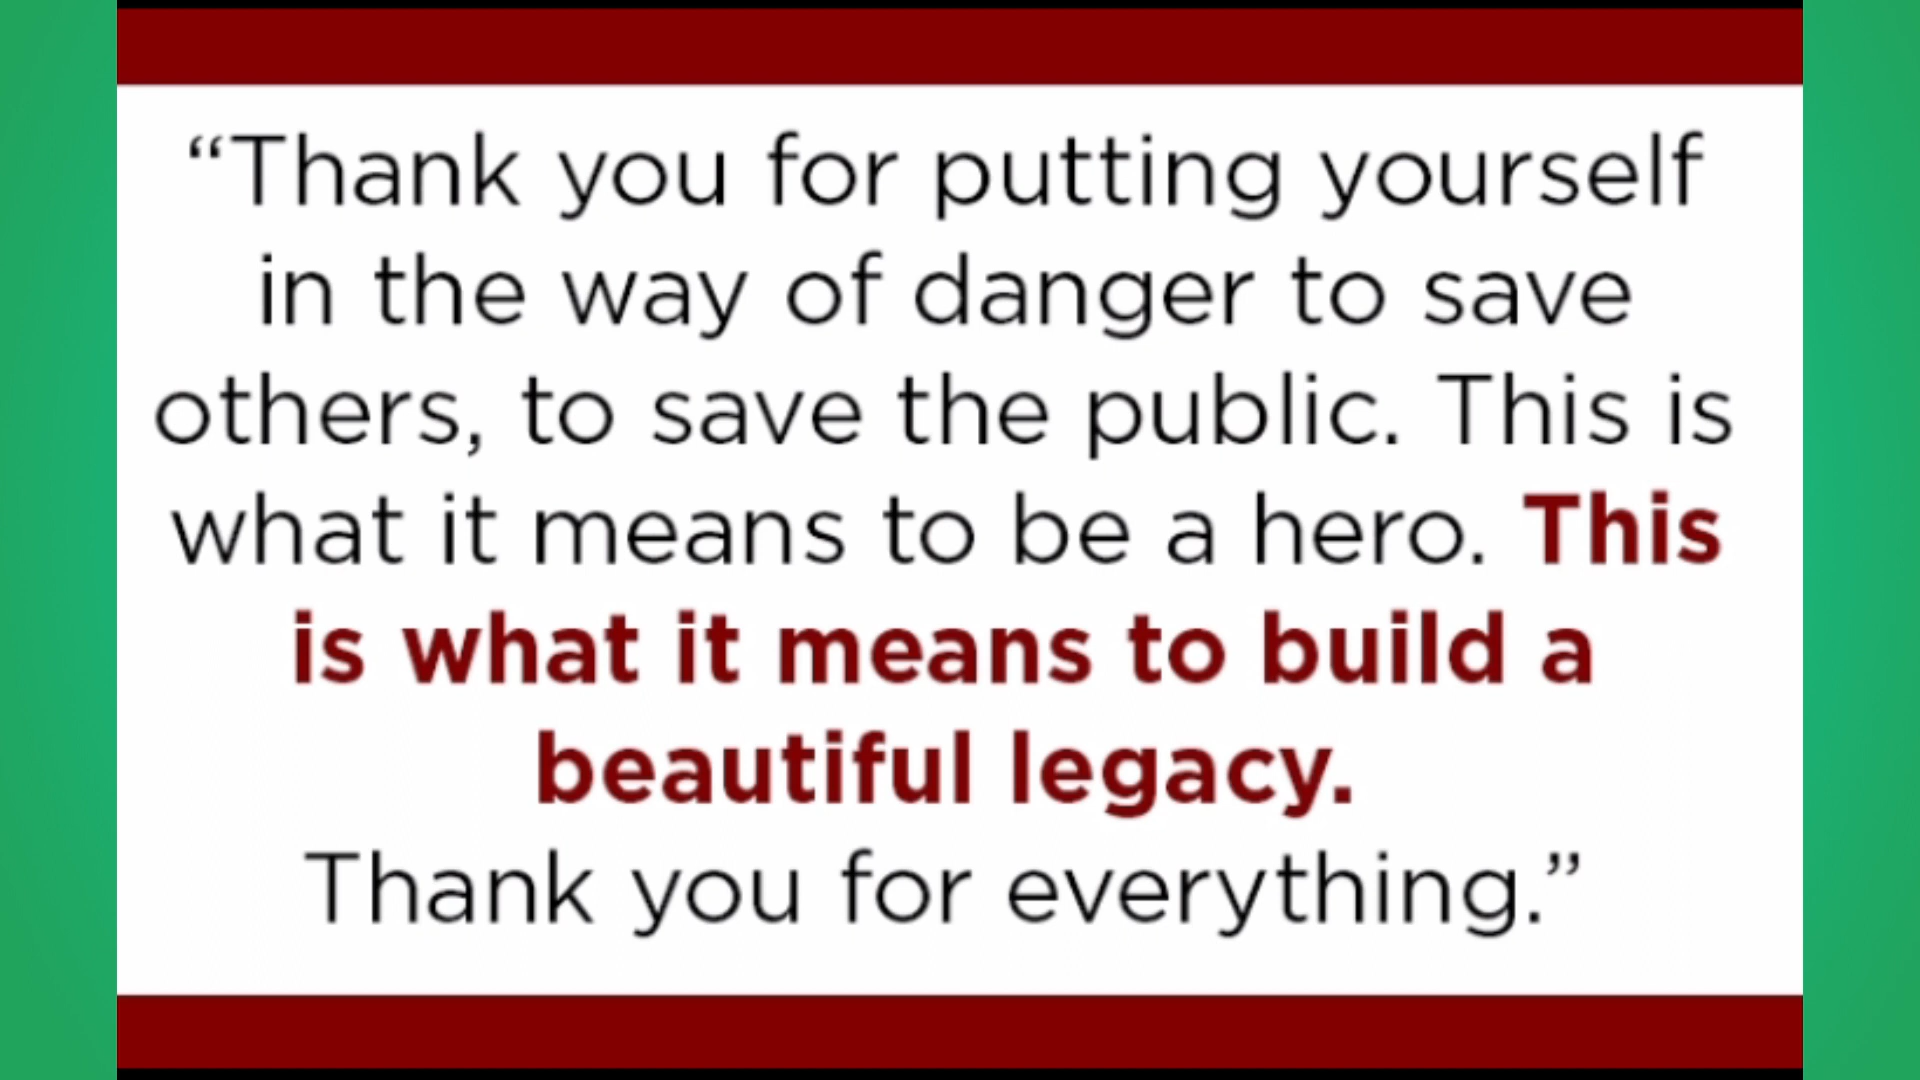 “Thank you for putting yourself
in the way of danger to save
others, to save the public. This is
what it means to be a hero. This
is what it means to build a
beautiful legacy.
Thank you for everything.”